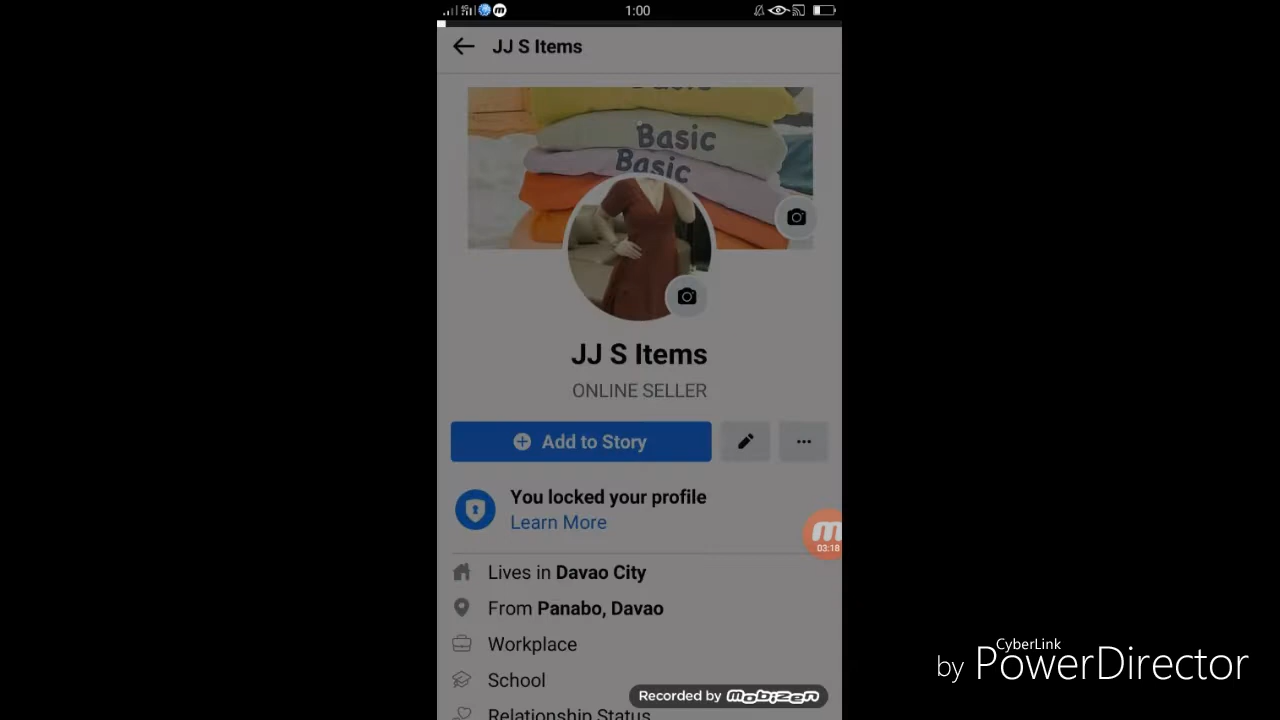 1:00
JJ S Items
Basic
Basic
JJ S Items
ONLINE SELLER
Add to Story
You locked your profile
Learn More
03:18
Lives in Davao City
From Panabo, Davao
Workplace
School
Relationship Status
Recorded by mobizen
CyberLink
by PowerDirector